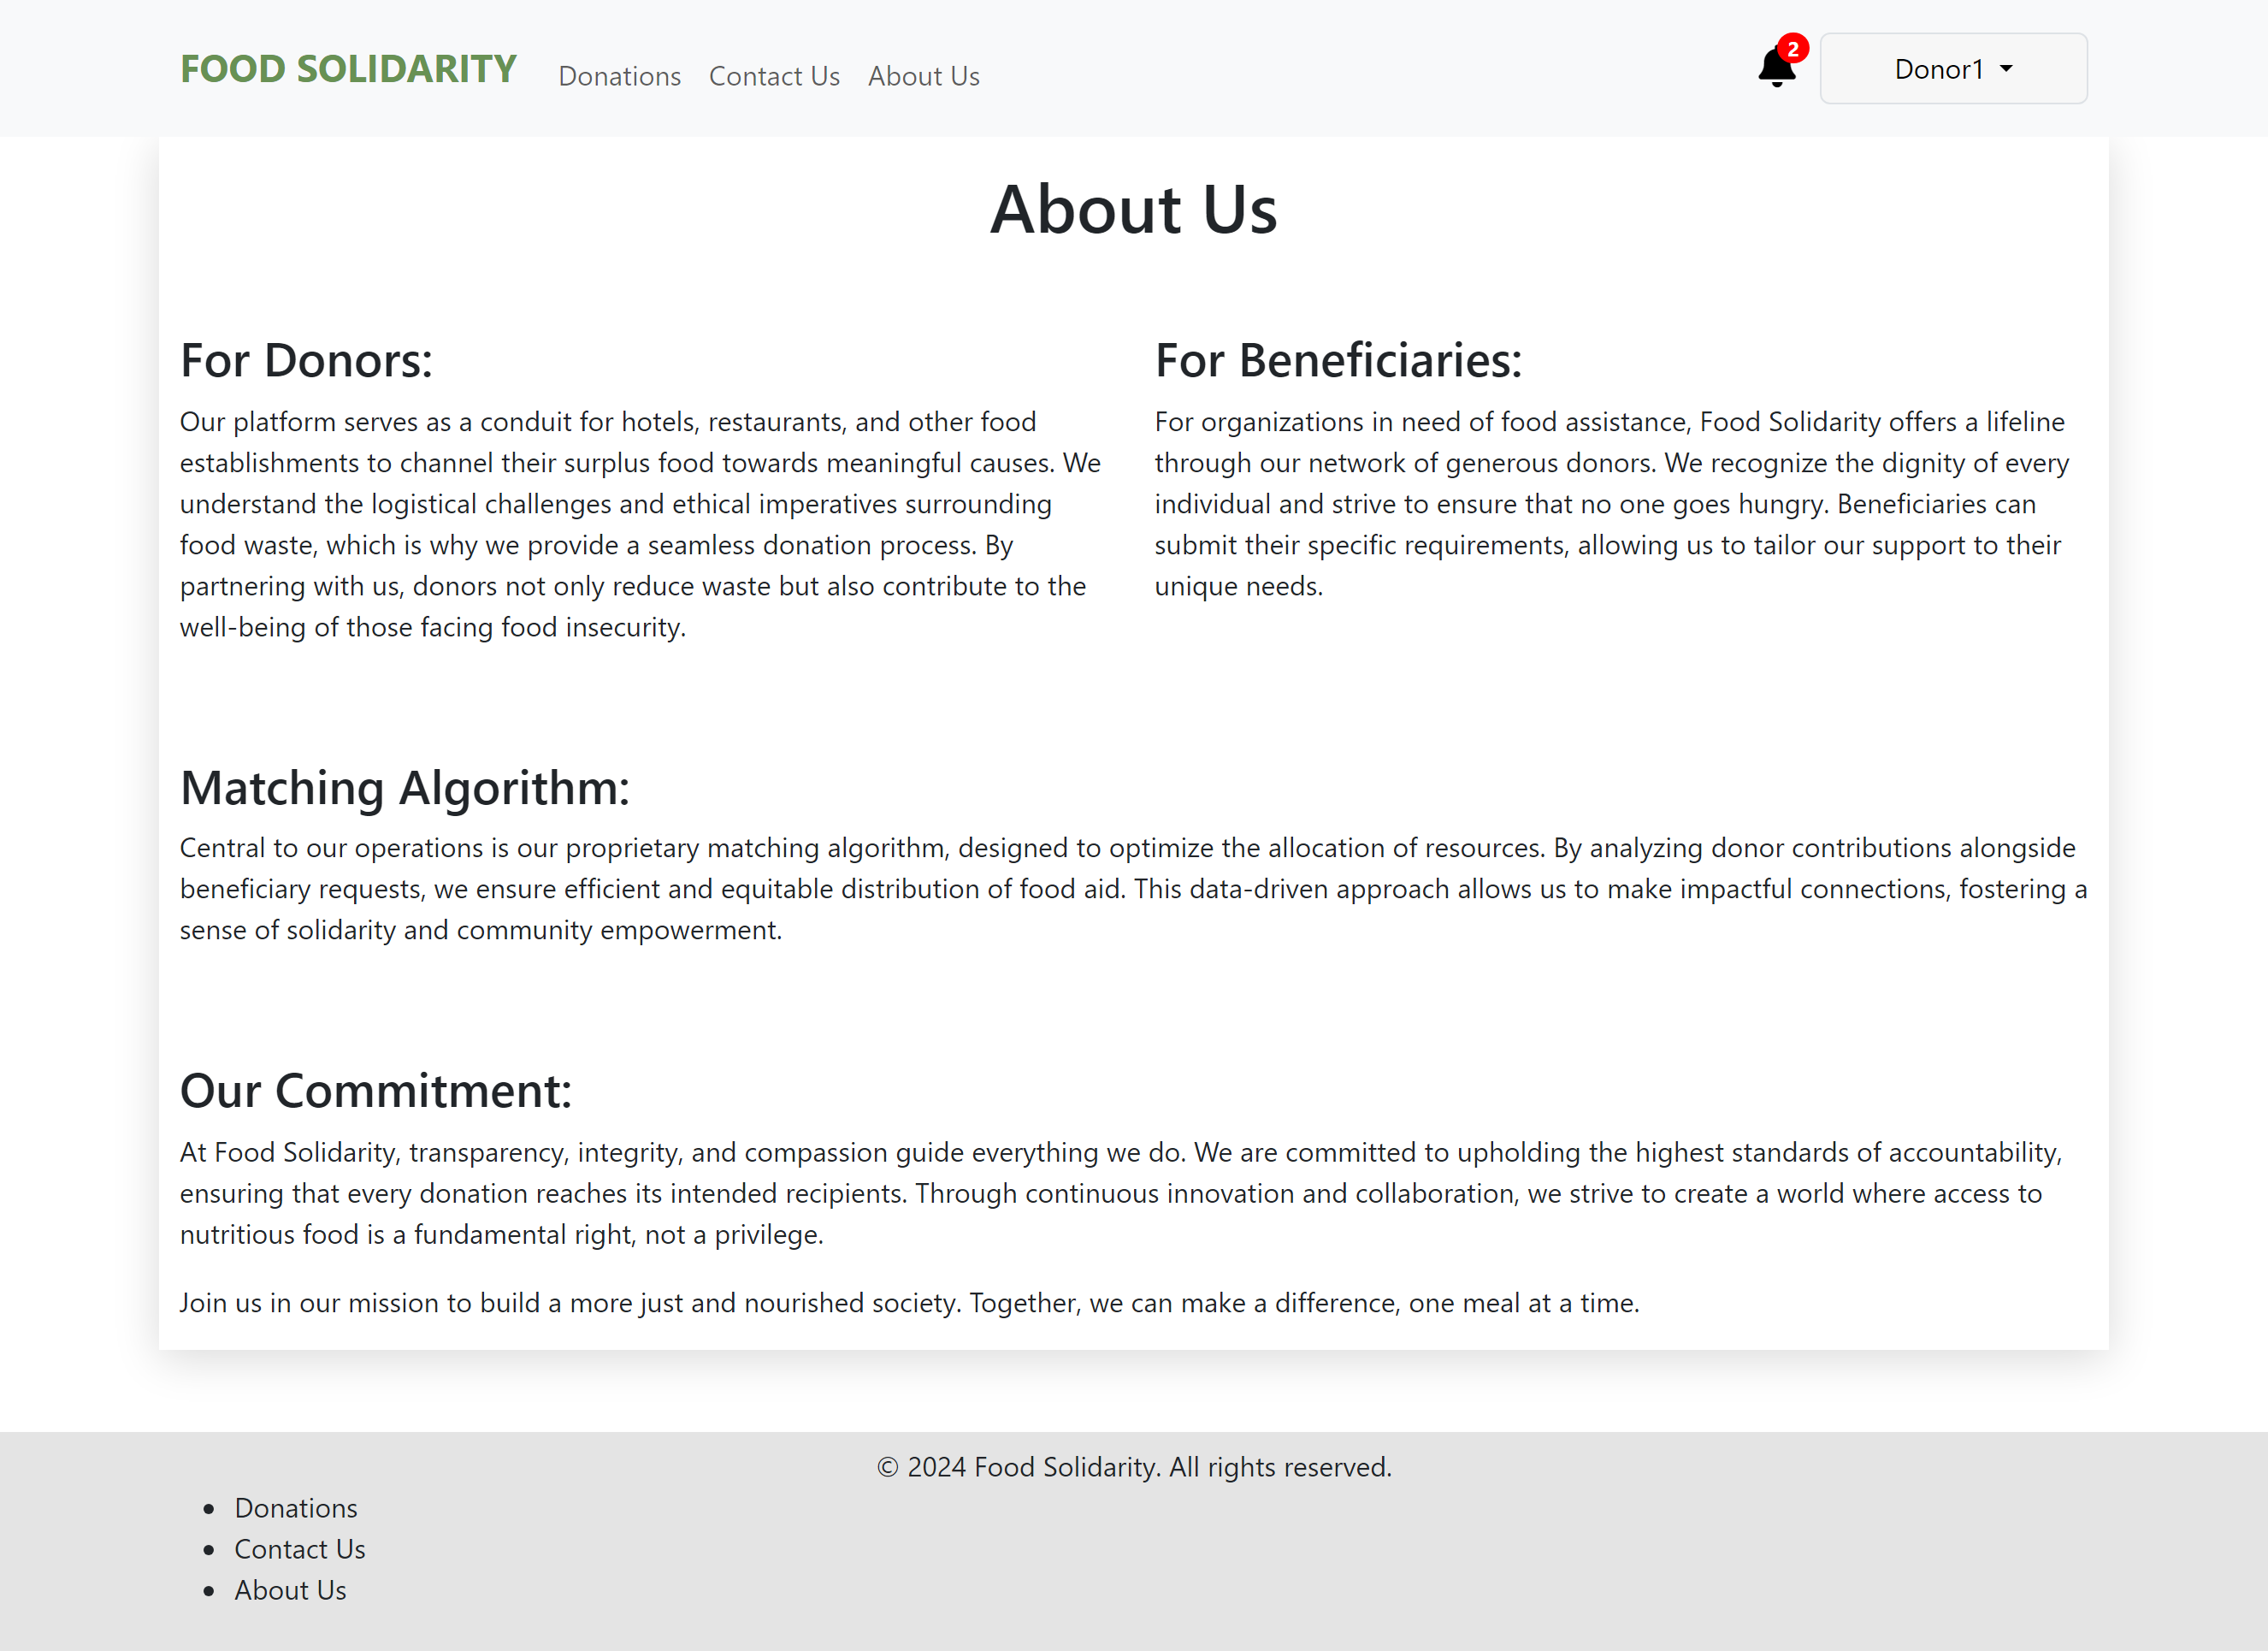 FOOD SOLIDARITY
Donations Contact Us About Us
2
Donor1
About Us
For Donors:
Our platform serves as a conduit for hotels, restaurants, and other food
establishments to channel their surplus food towards meaningful causes. We
understand the logistical challenges and ethical imperatives surrounding
food waste, which is why we provide a seamless donation process. By
partnering with us, donors not only reduce waste but also contribute to the
well-being of those facing food insecurity.
For Beneficiaries:
For organizations in need of food assistance, Food Solidarity offers a lifeline
through our network of generous donors. We recognize the dignity of every
individual and strive to ensure that no one goes hungry. Beneficiaries can
submit their specific requirements, allowing us to tailor our support to their
unique needs.
Matching Algorithm:
Central to our operations is our proprietary matching algorithm, designed to optimize the allocation of resources. By analyzing donor contributions alongside
beneficiary requests, we ensure efficient and equitable distribution of food aid. This data-driven approach allows us to make impactful connections, fostering a
sense of solidarity and community empowerment.
Our Commitment:
At Food Solidarity, transparency, integrity, and compassion guide everything we do. We are committed to upholding the highest standards of accountability,
ensuring that every donation reaches its intended recipients. Through continuous innovation and collaboration, we strive to create a world where access to
nutritious food is a fundamental right, not a privilege.
Join us in our mission to build a more just and nourished society. Together, we can make a difference, one meal at a time.
© 2024 Food Solidarity. All rights reserved.
• Donations
• Contact Us
• About Us